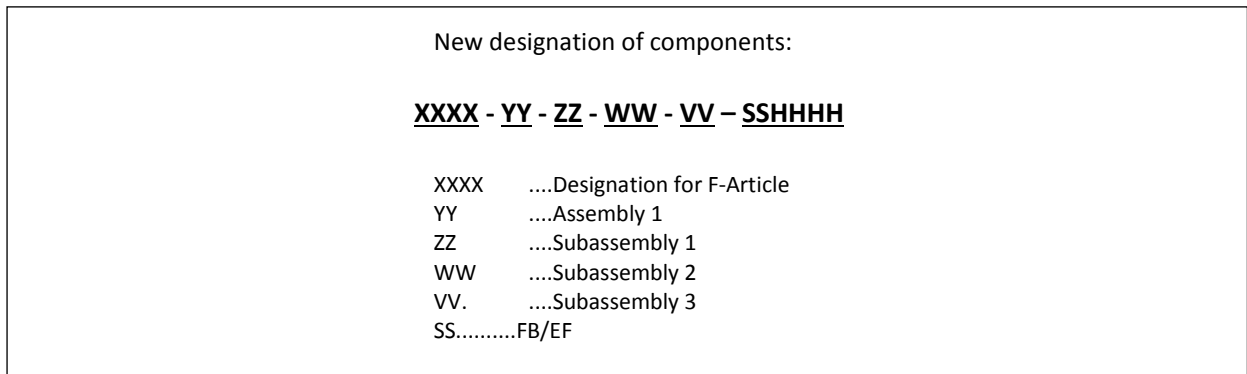 New designation of components:
XXXX - YY - ZZ - WW - VV – SSHHHH
XXXX ....Designation for F-Article
YY ....Assembly 1
ZZ ....Subassembly 1
WW ....Subassembly 2
VV. ....Subassembly 3
SS..........FB/EF